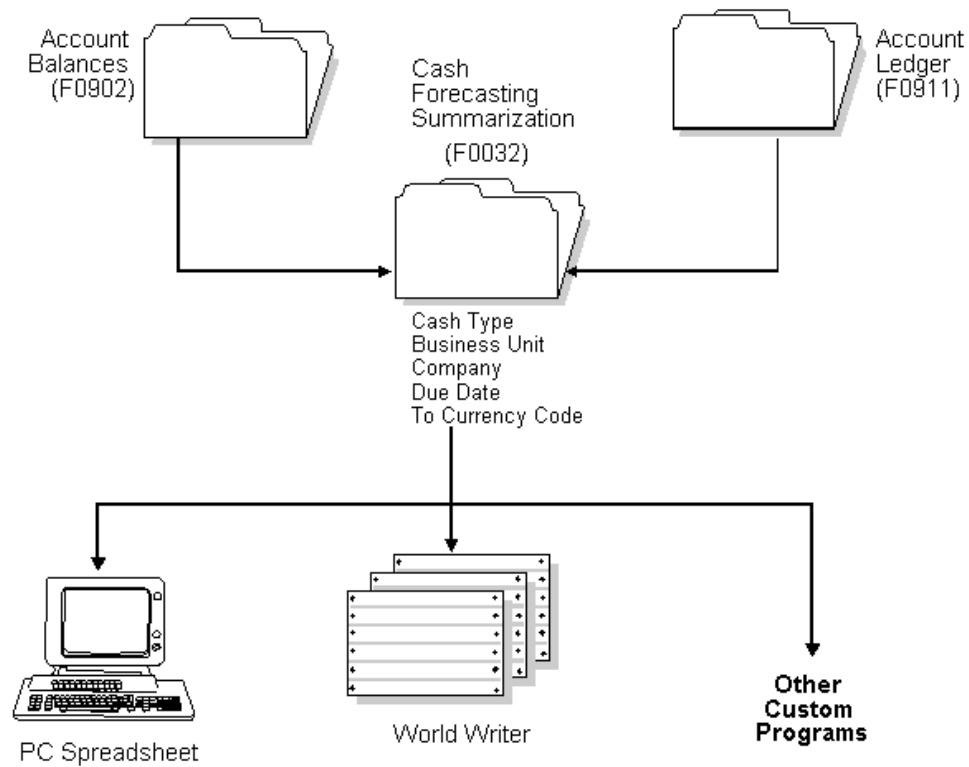 Account
Balances
(F0902)
Cash
Forecasting
Summarization
(F0032)
Account
Ledger
(F0911)
Cash Type
Business Unit
Company
Due Date
To Currency Code
PC Spreadsheet
World Writer
Other
Custom
Programs